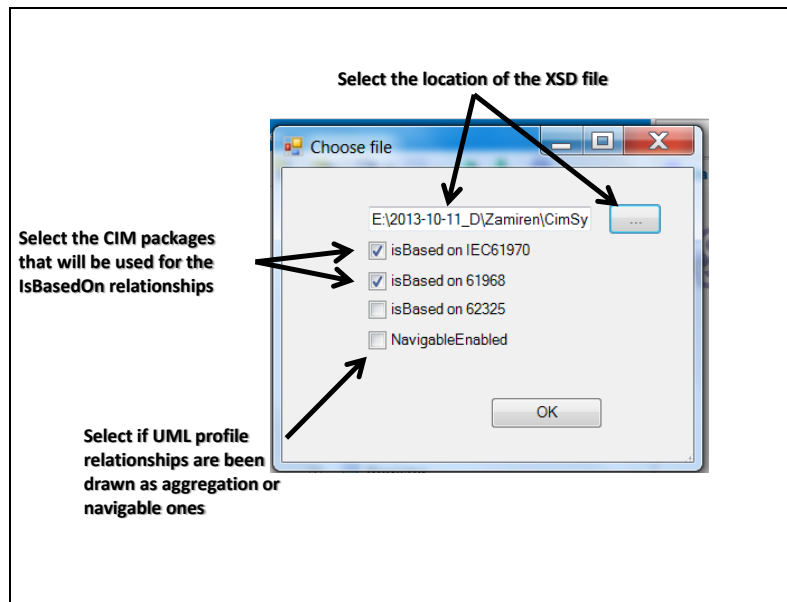 Select the location of the XSD file
Choose file
E:\2013-10-11_D\Zamiren\CimSy
...
Select the CIM packages
that will be used for the
IsBasedOn relationships
isBased on IEC61970
isBased on 61968
isBased on 62325
NavigableEnabled
OK
Select if UML profile
relationships are been
drawn as aggregation or
navigable ones